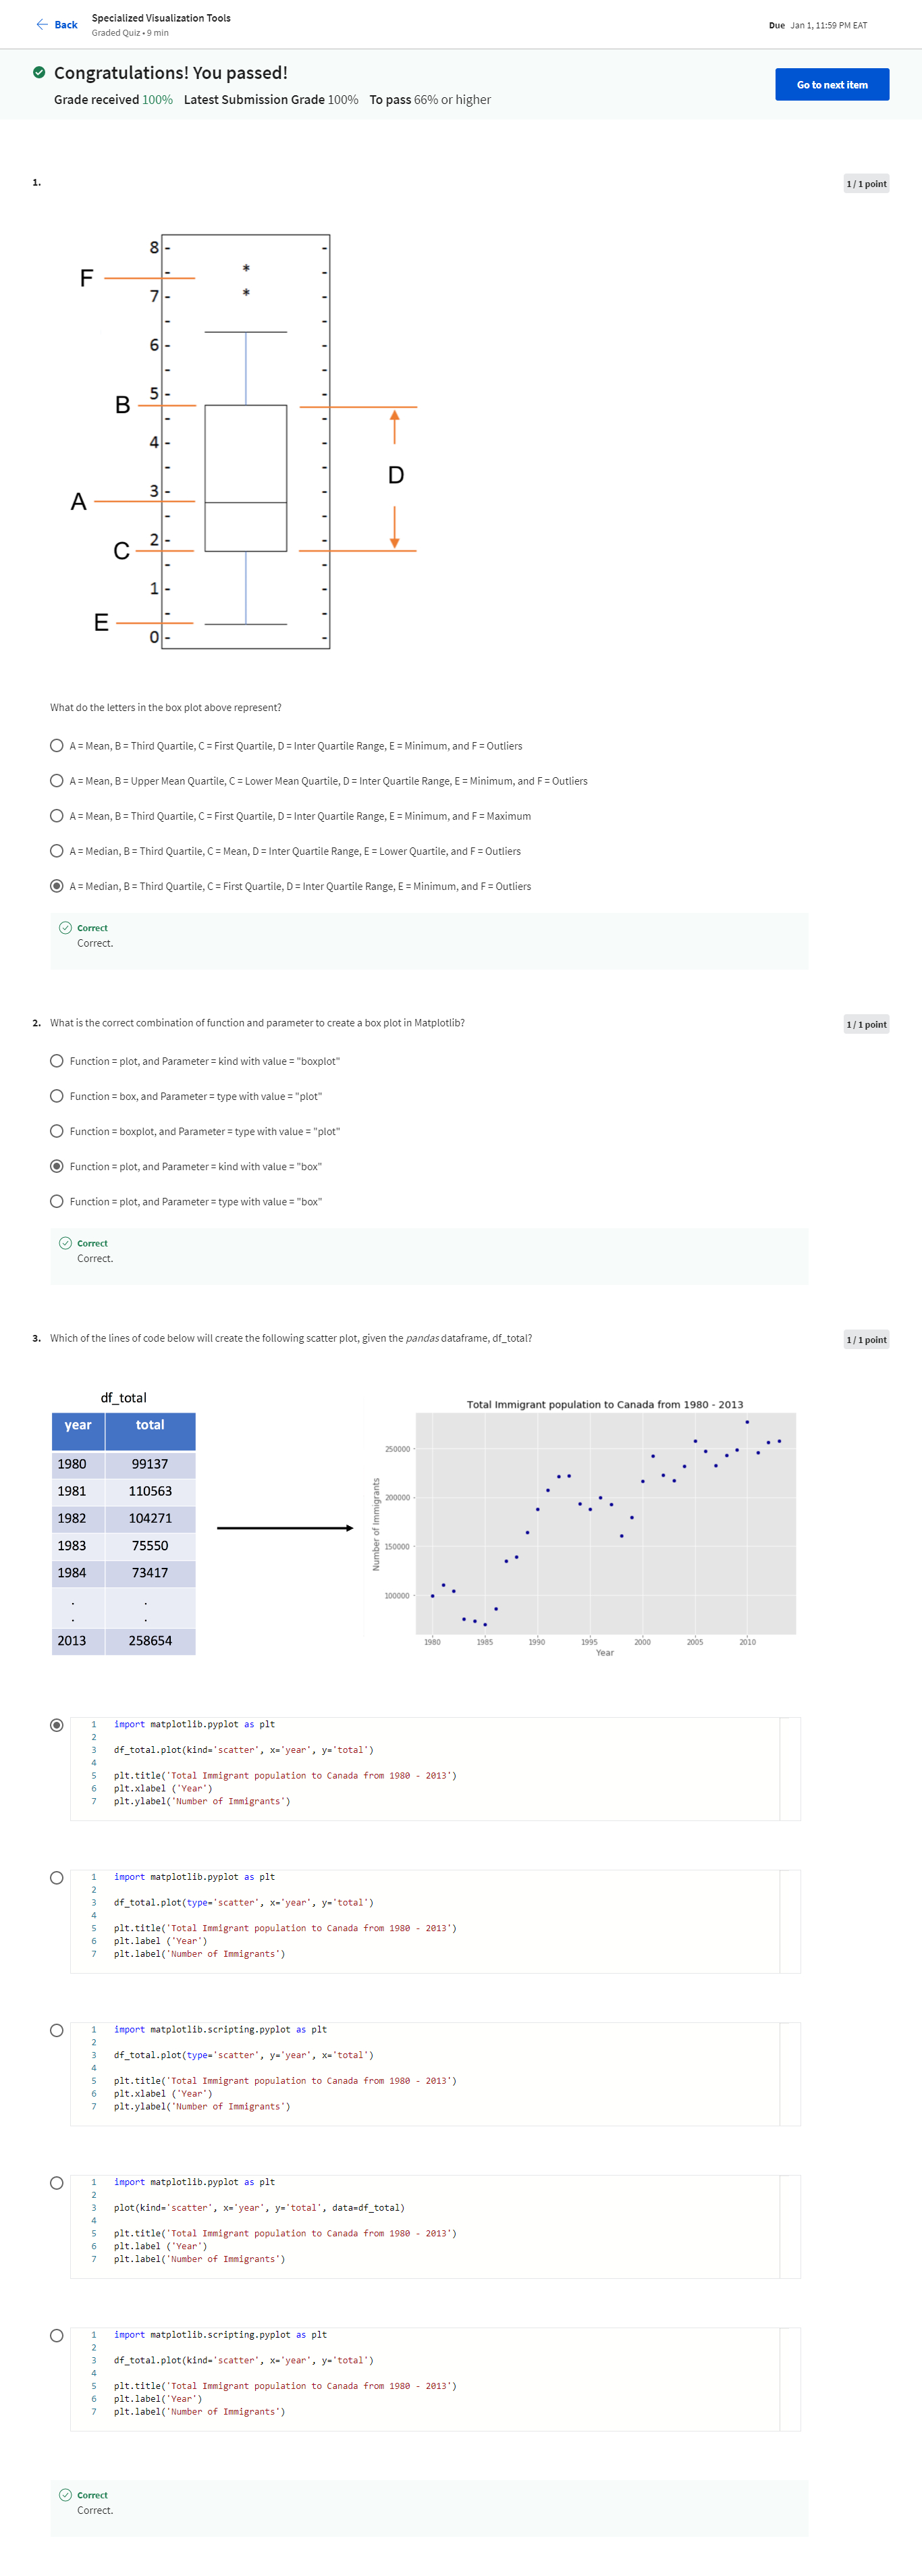 Back
Specialized Visualization Tools
Graded Quiz • 9 min
Due Jan 1, 11:59 PM EAT
Congratulations! You passed!
Grade received 100% Latest Submission Grade 100% To pass 66% or higher
Go to next item
1.
1 / 1 point
8
F
7
6
5
B
4
D
3
A
2
C
1
E
0
What do the letters in the box plot above represent?
A = Mean, B = Third Quartile, C = First Quartile, D = Inter Quartile Range, E = Minimum, and F = Outliers
A = Mean, B = Upper Mean Quartile, C = Lower Mean Quartile, D = Inter Quartile Range, E = Minimum, and F = Outliers
A = Mean, B = Third Quartile, C = First Quartile, D = Inter Quartile Range, E = Minimum, and F = Maximum
A = Median, B = Third Quartile, C = Mean, D = Inter Quartile Range, E = Lower Quartile, and F = Outliers
A = Median, B = Third Quartile, C = First Quartile, D = Inter Quartile Range, E = Minimum, and F = Outliers
Correct
Correct.
2. What is the correct combination of function and parameter to create a box plot in Matplotlib?
1 / 1 point
Function = plot, and Parameter = kind with value = "boxplot"
Function = box, and Parameter = type with value = "plot"
Function = boxplot, and Parameter = type with value = "plot"
Function = plot, and Parameter = kind with value = "box"
Function = plot, and Parameter = type with value = "box"
Correct
Correct.
3. Which of the lines of code below will create the following scatter plot, given the pandas dataframe, df_total?
1 / 1 point
df_total
year total
1980 99137
1981 110563
1982 104271
1983 75550
1984 73417
. .
. .
2013 258654
Total Immigrant population to Canada from 1980 - 2013
250000
200000
150000
100000
Number of Immigrants
1980 1985 1990 1995 2000 2005 2010
Year
1 import matplotlib.pyplot as plt
2
3 df_total.plot(kind='scatter', x='year', y='total')
4
5 plt.title('Total Immigrant population to Canada from 1980 - 2013')
6 plt.xlabel ('Year')
7 plt.ylabel('Number of Immigrants')
1 import matplotlib.pyplot as plt
2
3 df_total.plot(type='scatter', x='year', y='total')
4
5 plt.title('Total Immigrant population to Canada from 1980 - 2013')
6 plt.label ('Year')
7 plt.label('Number of Immigrants')
1 import matplotlib.scripting.pyplot as plt
2
3 df_total.plot(type='scatter', y='year', x='total')
4
5 plt.title('Total Immigrant population to Canada from 1980 - 2013')
6 plt.xlabel ('Year')
7 plt.ylabel('Number of Immigrants')
1 import matplotlib.pyplot as plt
2
3 plot(kind='scatter', x='year', y='total', data=df_total)
4
5 plt.title('Total Immigrant population to Canada from 1980 - 2013')
6 plt.label ('Year')
7 plt.label('Number of Immigrants')
1 import matplotlib.scripting.pyplot as plt
2
3 df_total.plot(kind='scatter', x='year', y='total')
4
5 plt.title('Total Immigrant population to Canada from 1980 - 2013')
6 plt.label('Year')
7 plt.label('Number of Immigrants')
Correct
Correct.